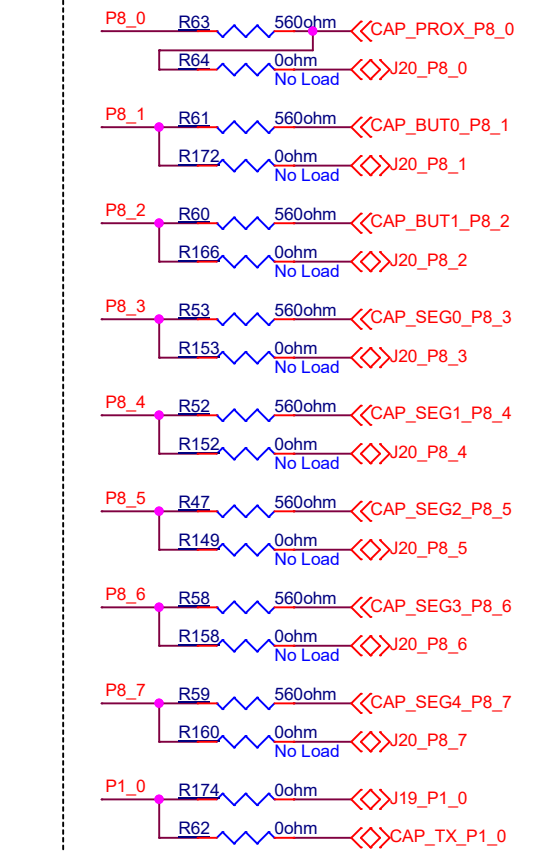 P8_0 R63 560ohm CAP_PROX_P8_0
R64 0ohm J20_P8_0
No Load
P8_1 R61 560ohm CAP_BUT0_P8_1
R172 0ohm J20_P8_1
No Load
P8_2 R60 560ohm CAP_BUT1_P8_2
R166 0ohm J20_P8_2
No Load
P8_3 R53 560ohm CAP_SEG0_P8_3
R153 0ohm J20_P8_3
No Load
P8_4 R52 560ohm CAP_SEG1_P8_4
R152 0ohm J20_P8_4
No Load
P8_5 R47 560ohm CAP_SEG2_P8_5
R149 0ohm J20_P8_5
No Load
P8_6 R58 560ohm CAP_SEG3_P8_6
R158 0ohm J20_P8_6
No Load
P8_7 R59 560ohm CAP_SEG4_P8_7
R160 0ohm J20_P8_7
No Load
P1_0 R174 0ohm J19_P1_0
R62 0ohm CAP_TX_P1_0